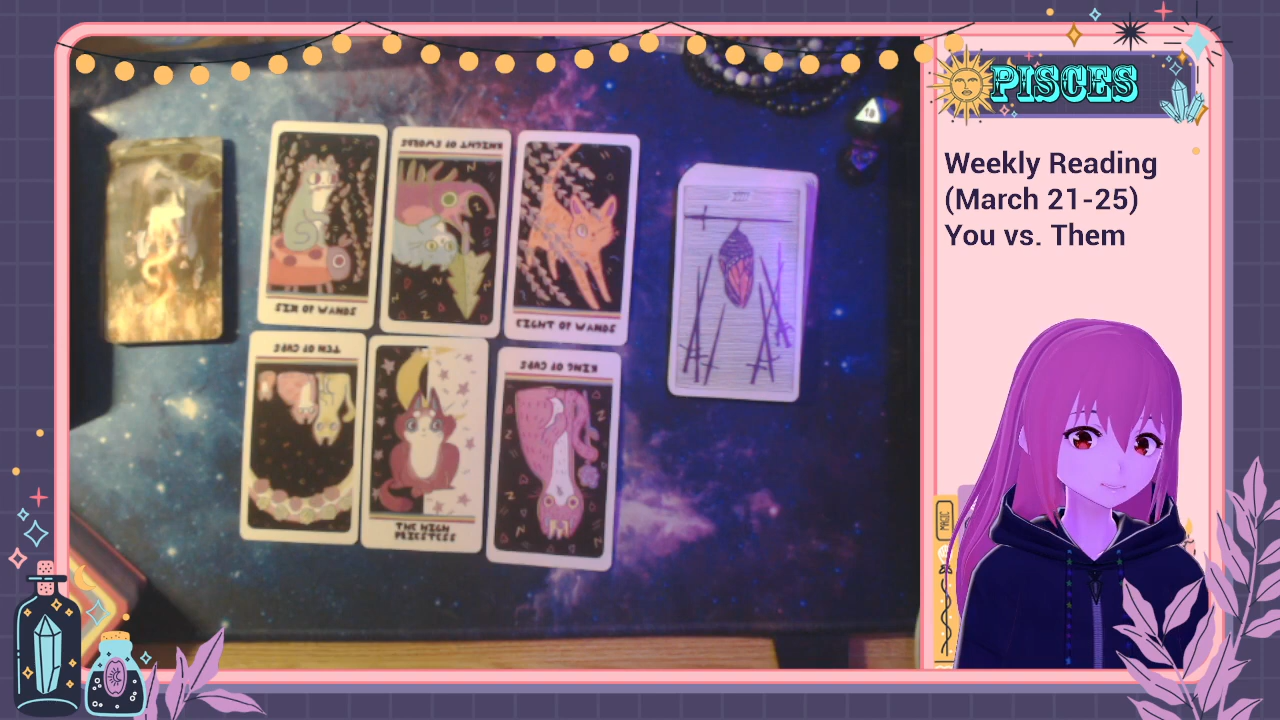 PISCES
Weekly Reading
(March 21-25)
You vs. Them
KNIGHT OF SWORDS
SIX OF WANDS
EIGHT OF WANDS
TEN OF CUPS
KING OF CUPS
THE HIGH
PRIESTESS
MAGIC